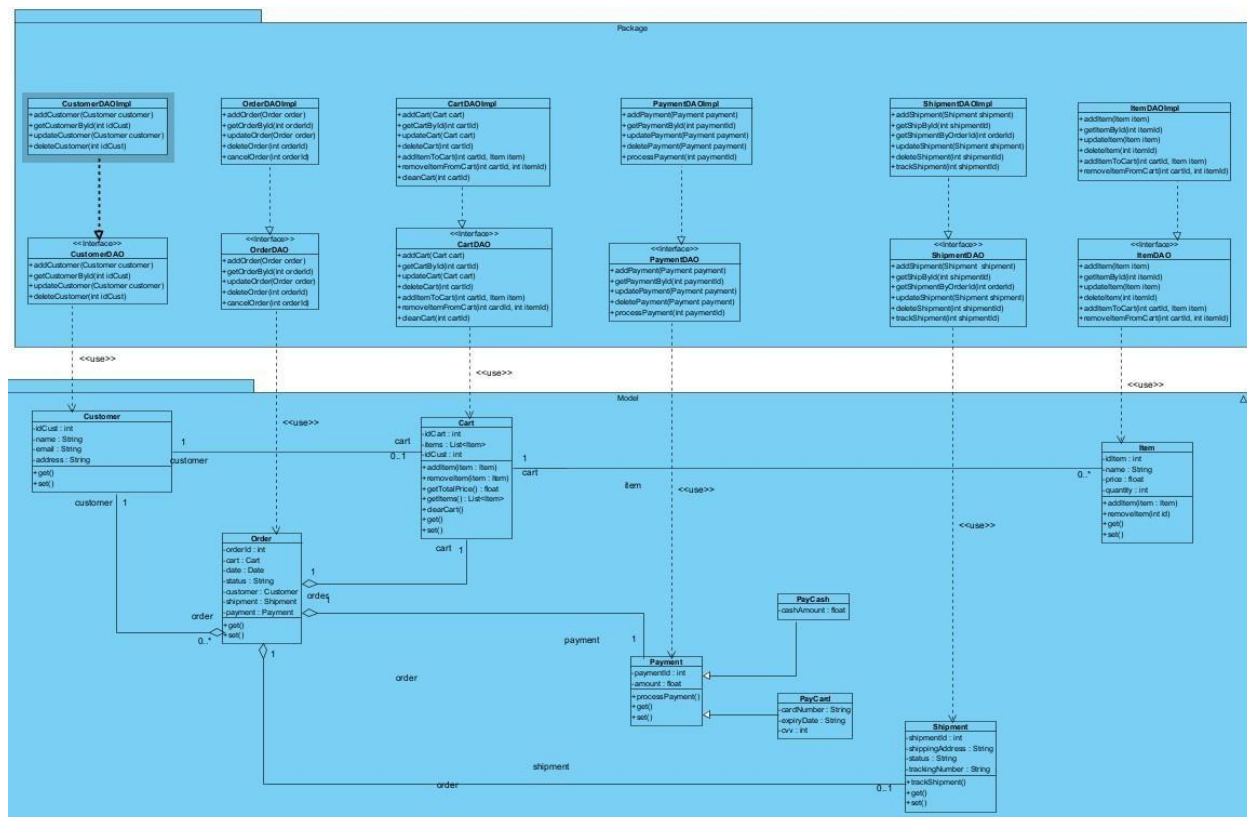 Package
CustomerDAOImpl
+addCustomer(Customer customer)
+getCustomerById(int idCust)
+updateCustomer(Customer customer)
+deleteCustomer(int idCust)
OrderDAOImpl
+addOrder(Order order)
+getOrderById(int orderId)
+updateOrder(Order order)
+deleteOrder(int orderId)
+cancelOrder(int orderId)
CartDAOImpl
+addCart(Cart cart)
+getCartById(int cartId)
+updateCart(Cart cart)
+deleteCart(int cartId)
+addItemToCart(int cartId, Item item)
+removeItemFromCart(int cartId, int itemId)
+cleanCart(int cartId)
PaymentDAOImpl
+addPayment(Payment payment)
+getPaymentById(int paymentId)
+updatePayment(Payment payment)
+deletePayment(Payment payment)
+processPayment(int paymentId)
ShipmentDAOImpl
+addShipment(Shipment shipment)
+getShipById(int shipmentId)
+getShipmentByOrderId(int orderId)
+updateShipment(Shipment shipment)
+deleteShipment(int shipmentId)
+trackShipment(int shipmentId)
ItemDAOImpl
+addItem(Item item)
+getItemById(int itemId)
+updateItem(Item item)
+deleteItem(int itemId)
+addItemToCart(int cartId, Item item)
+removeItemFromCart(int cartId, int itemId)
<<Interface>>
CustomerDAO
+addCustomer(Customer customer)
+getCustomerById(int idCust)
+updateCustomer(Customer customer)
+deleteCustomer(int idCust)
<<Interface>>
OrderDAO
+addOrder(Order order)
+getOrderById(int orderId)
+updateOrder(Order order)
+deleteOrder(int orderId)
+cancelOrder(int orderId)
<<Interface>>
CartDAO
+addCart(Cart cart)
+getCartById(int cartId)
+updateCart(Cart cart)
+deleteCart(int cartId)
+addItemToCart(int cartId, Item item)
+removeItemFromCart(int cardId, int itemId)
+cleanCart(int cartId)
<<Interface>>
PaymentDAO
+addPayment(Payment payment)
+getPaymentById(int paymentId)
+updatePayment(Payment payment)
+deletePayment(Payment payment)
+processPayment(int paymentId)
<<Interface>>
ShipmentDAO
+addShipment(Shipment shipment)
+getShipById(int shipmentId)
+getShipmentByOrderId(int orderId)
+updateShipment(Shipment shipment)
+deleteShipment(int shipmentId)
+trackShipment(int shipmentId)
<<Interface>>
ItemDAO
+addItem(Item item)
+getItemById(int itemId)
+updateItem(Item item)
+deleteItem(int itemId)
+addItemToCart(int cartId, Item item)
+removeItemFromCart(int cartId, int itemId)
<<use>>
<<use>>
<<use>>
<<use>>
<<use>>
<<use>>
Model
Customer
-idCust : int
-name : String
-email : String
-address : String
+get()
+set()
1
customer
cart
0..1
Cart
-idCart : int
-items : List<Item>
-idCust : int
+addItem(item : Item)
+removeItem(item : Item)
+getTotalPrice() : float
+getItems() : List<Item>
+clearCart()
+get()
+set()
1
cart
item
0..*
Item
-idItem : int
-name : String
-price : float
-quantity : int
+addItem(item : Item)
+removeItem(int id)
+get()
+set()
customer 1
Order
-orderId : int
-cart : Cart
-date : Date
-status : String
-customer : Customer
-shipment : Shipment
-payment : Payment
+get()
+set()
cart 1
1
order
1
order
0..*
1
order
payment
1
Payment
-paymentId : int
-amount : float
+processPayment()
+get()
+set()
PayCash
-cashAmount : float
PayCard
-cardNumber : String
-expiryDate : String
-cvv : int
Shipment
-shipmentId : int
-shippingAddress : String
-status : String
-trackingNumber : String
+trackShipment()
+get()
+set()
shipment
order
0..1